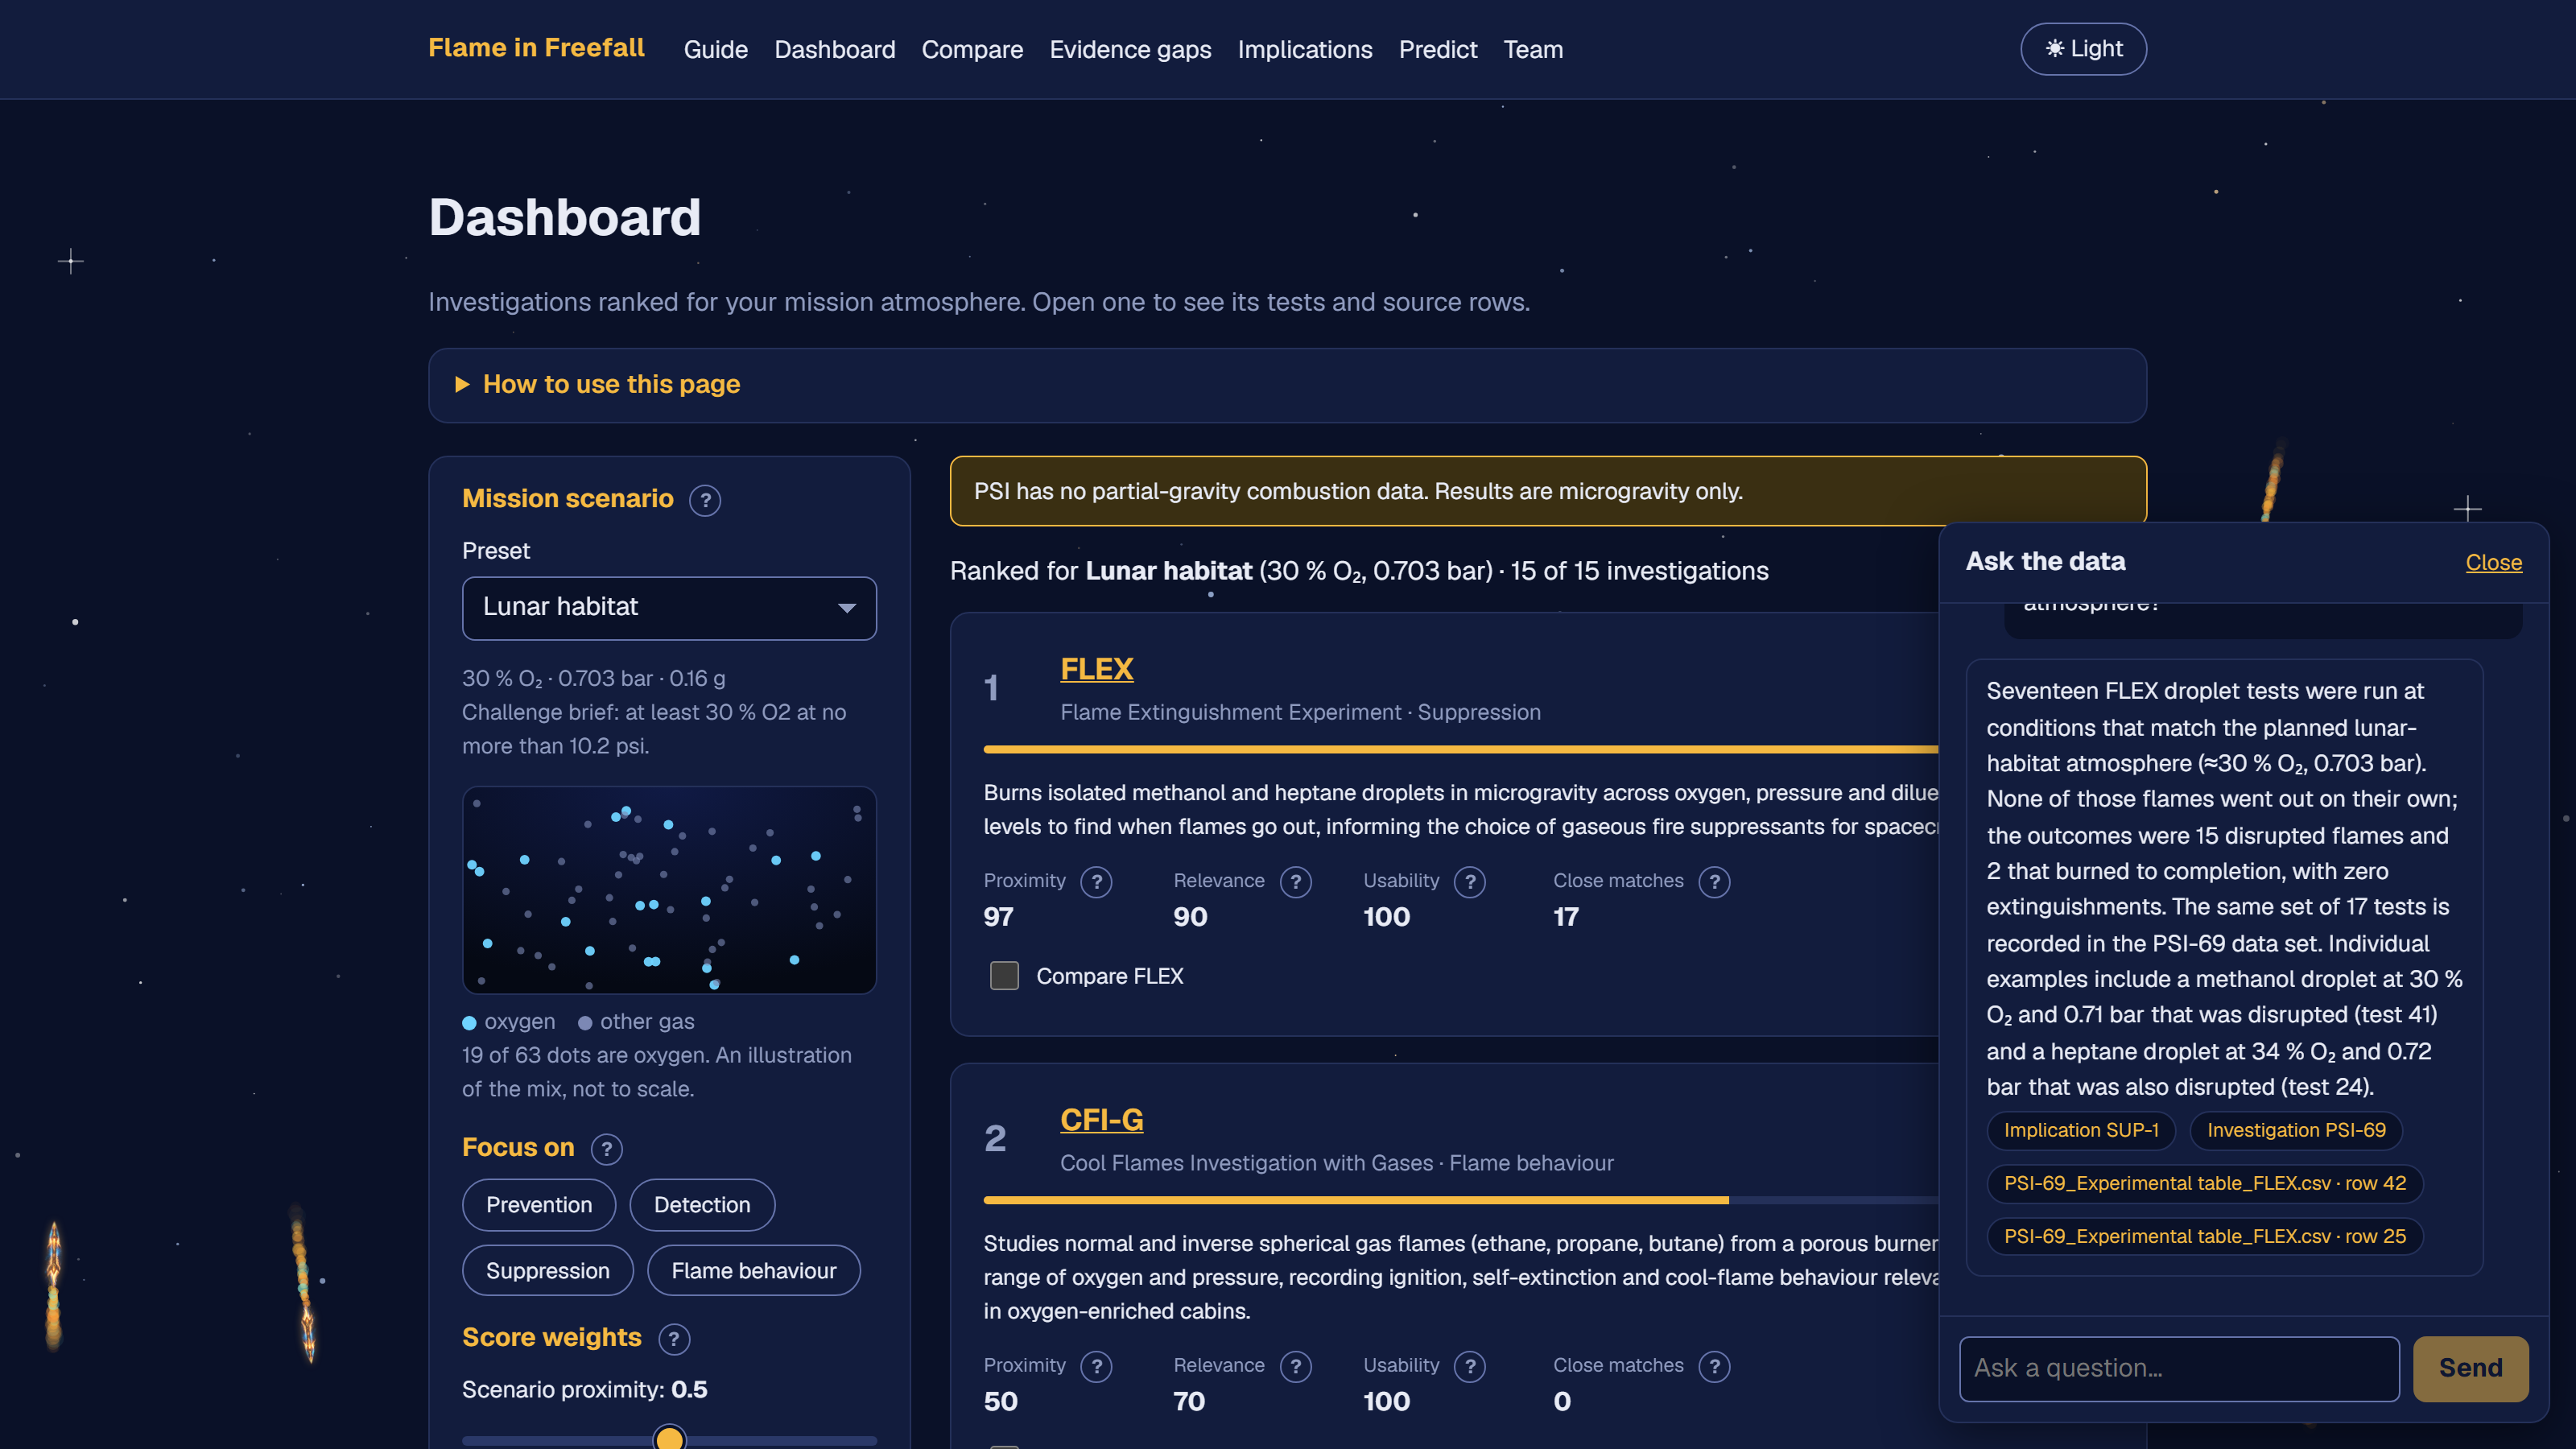 Flame in Freefall
Guide
Dashboard
Compare
Evidence gaps
Implications
Predict
Team
☀ Light
Dashboard
Investigations ranked for your mission atmosphere. Open one to see its tests and source rows.
▶ How to use this page
Mission scenario ?
Preset
Lunar habitat
30 % O₂ · 0.703 bar · 0.16 g
Challenge brief: at least 30 % O2 at no
more than 10.2 psi.
oxygen
other gas
19 of 63 dots are oxygen. An illustration
of the mix, not to scale.
Focus on ?
Prevention
Detection
Suppression
Flame behaviour
Score weights ?
Scenario proximity: 0.5
PSI has no partial-gravity combustion data. Results are microgravity only.
Ranked for Lunar habitat (30 % O₂, 0.703 bar) · 15 of 15 investigations
1
FLEX
Flame Extinguishment Experiment · Suppression
Burns isolated methanol and heptane droplets in microgravity across oxygen, pressure and
levels to find when flames go out, informing the choice of gaseous fire suppressants for
Proximity ?
Relevance ?
Usability ?
Close matches ?
97
90
100
17
Compare FLEX
2
CFI-G
Cool Flames Investigation with Gases · Flame behaviour
Studies normal and inverse spherical gas flames (ethane, propane, butane) from a porous burner
range of oxygen and pressure, recording ignition, self-extinction and cool-flame behaviour
in oxygen-enriched cabins.
Proximity ?
Relevance ?
Usability ?
Close matches ?
50
70
100
0
Ask the data
Close
atmosphere?
Seventeen FLEX droplet tests were run at
conditions that match the planned lunar-
habitat atmosphere (≈30 % O₂, 0.703 bar).
None of those flames went out on their own;
the outcomes were 15 disrupted flames and
2 that burned to completion, with zero
extinguishments. The same set of 17 tests is
recorded in the PSI-69 data set. Individual
examples include a methanol droplet at 30 %
O₂ and 0.71 bar that was disrupted (test 41)
and a heptane droplet at 34 % O₂ and 0.72
bar that was also disrupted (test 24).
Implication SUP-1
Investigation PSI-69
PSI-69_Experimental table_FLEX.csv · row 42
PSI-69_Experimental table_FLEX.csv · row 25
Ask a question…
Send